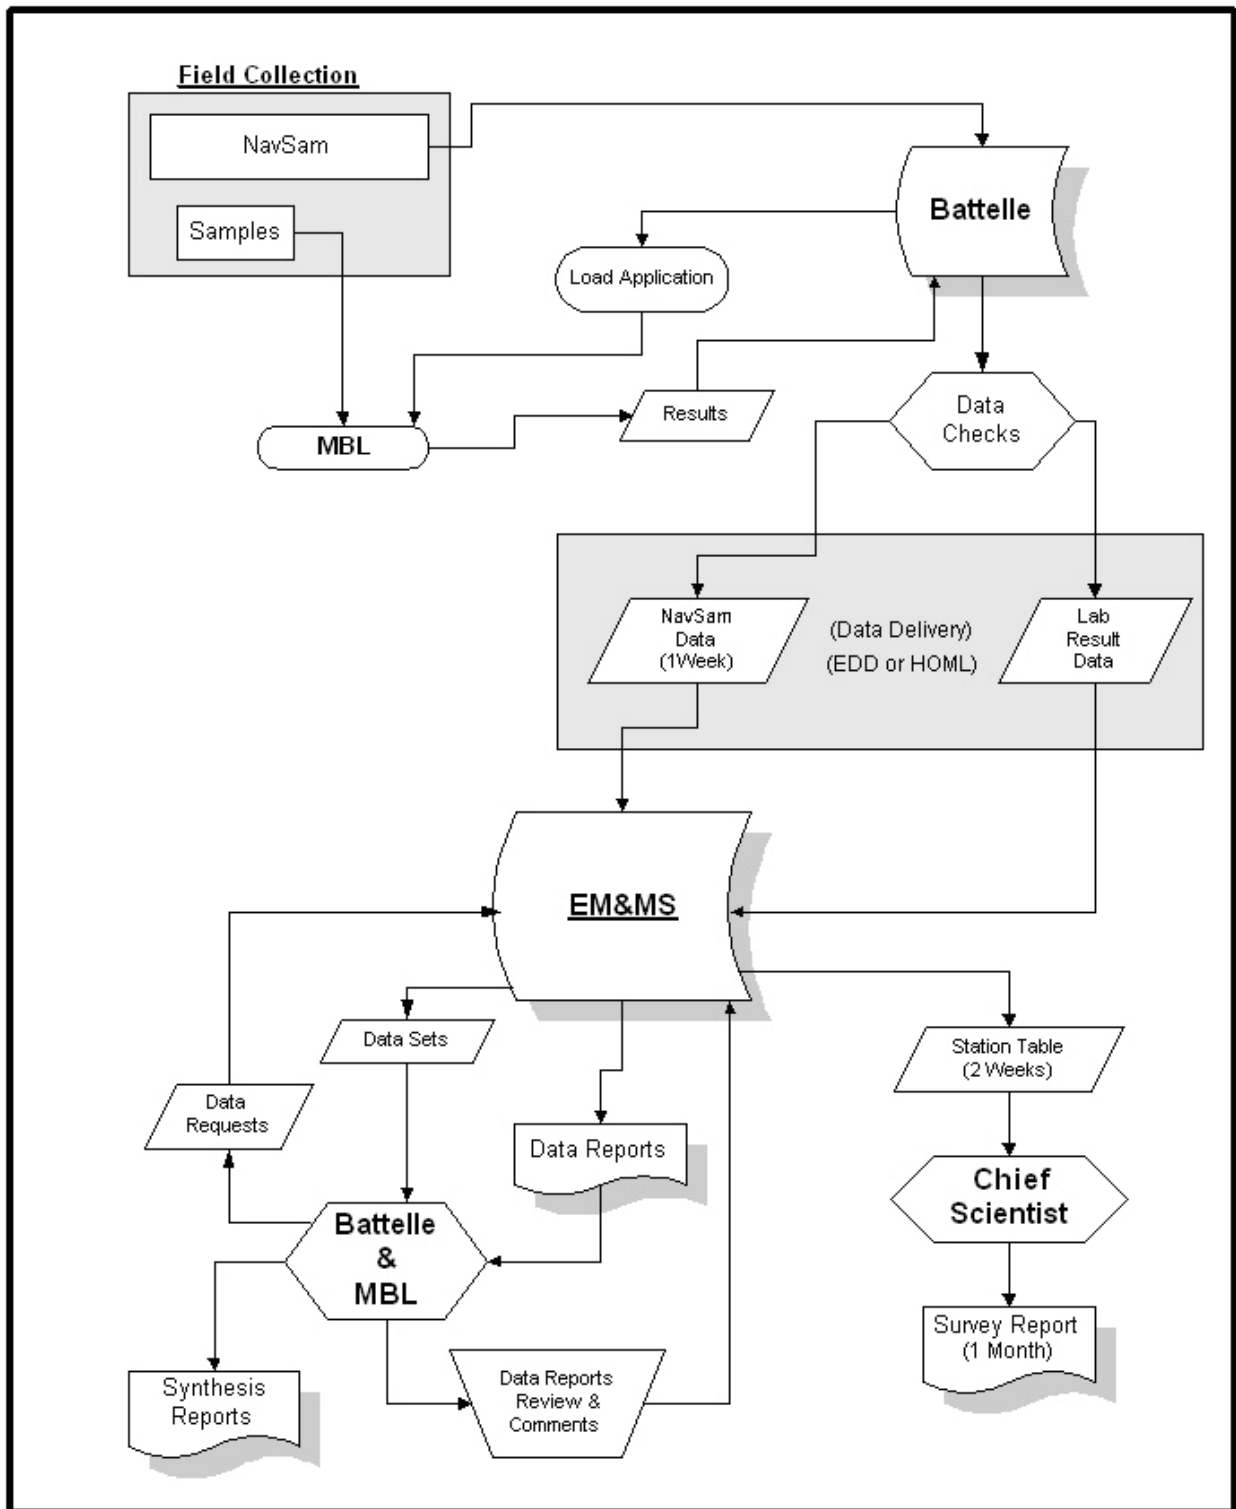 Field Collection
NavSam
Samples
Battelle
Load Application
MBL
Results
Data
Checks
NavSam
Data
(1Week)
(Data Delivery)
(EDD or HOML)
Lab
Result
Data
EM&MS
Data Sets
Station Table
(2 Weeks)
Data
Requests
Data Reports
Chief
Scientist
Battelle
&
MBL
Survey Report
(1 Month)
Synthesis
Reports
Data Reports
Review &
Comments